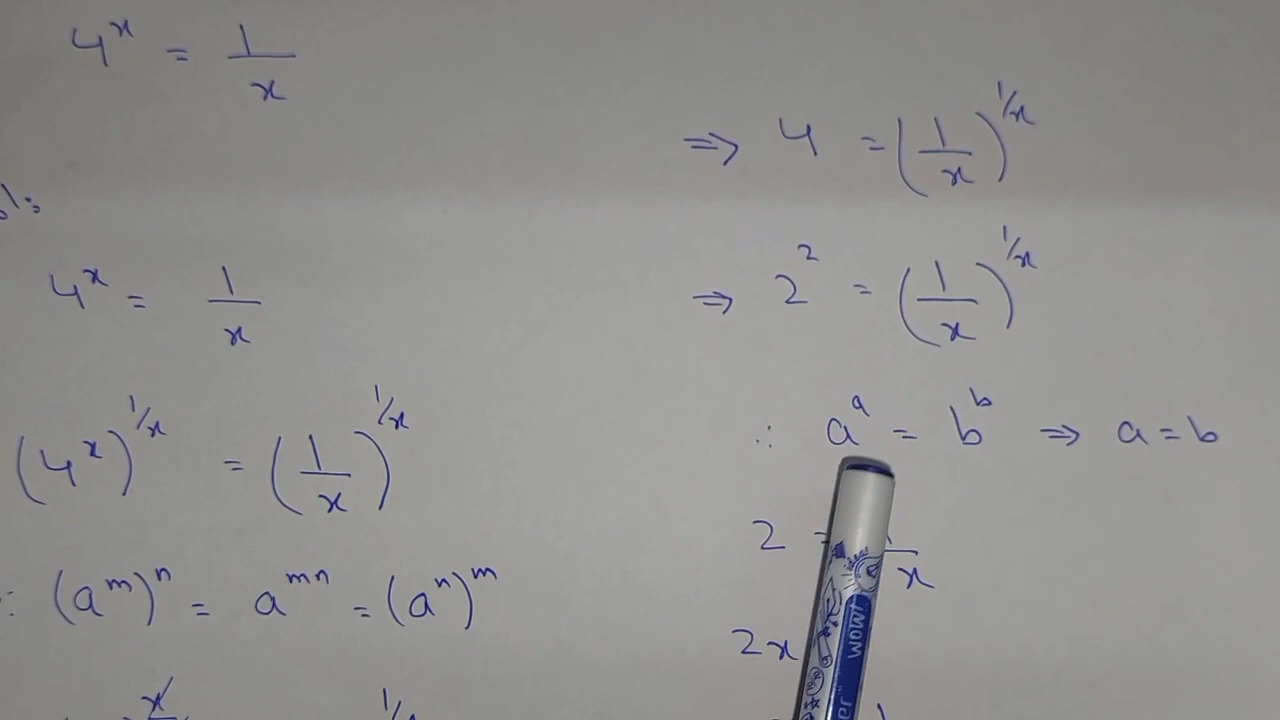 4^x = 1/x
4^x = 1/x
(4^x)^{1/x} = (1/x)^{1/x}
∵ (a^m)^n = a^{mn} = (a^n)^m
⇒ 4 = (1/x)^{1/x}
⇒ 2^2 = (1/x)^{1/x}
∵ a^a = b^b ⇒ a = b
2 = 1/x
2x